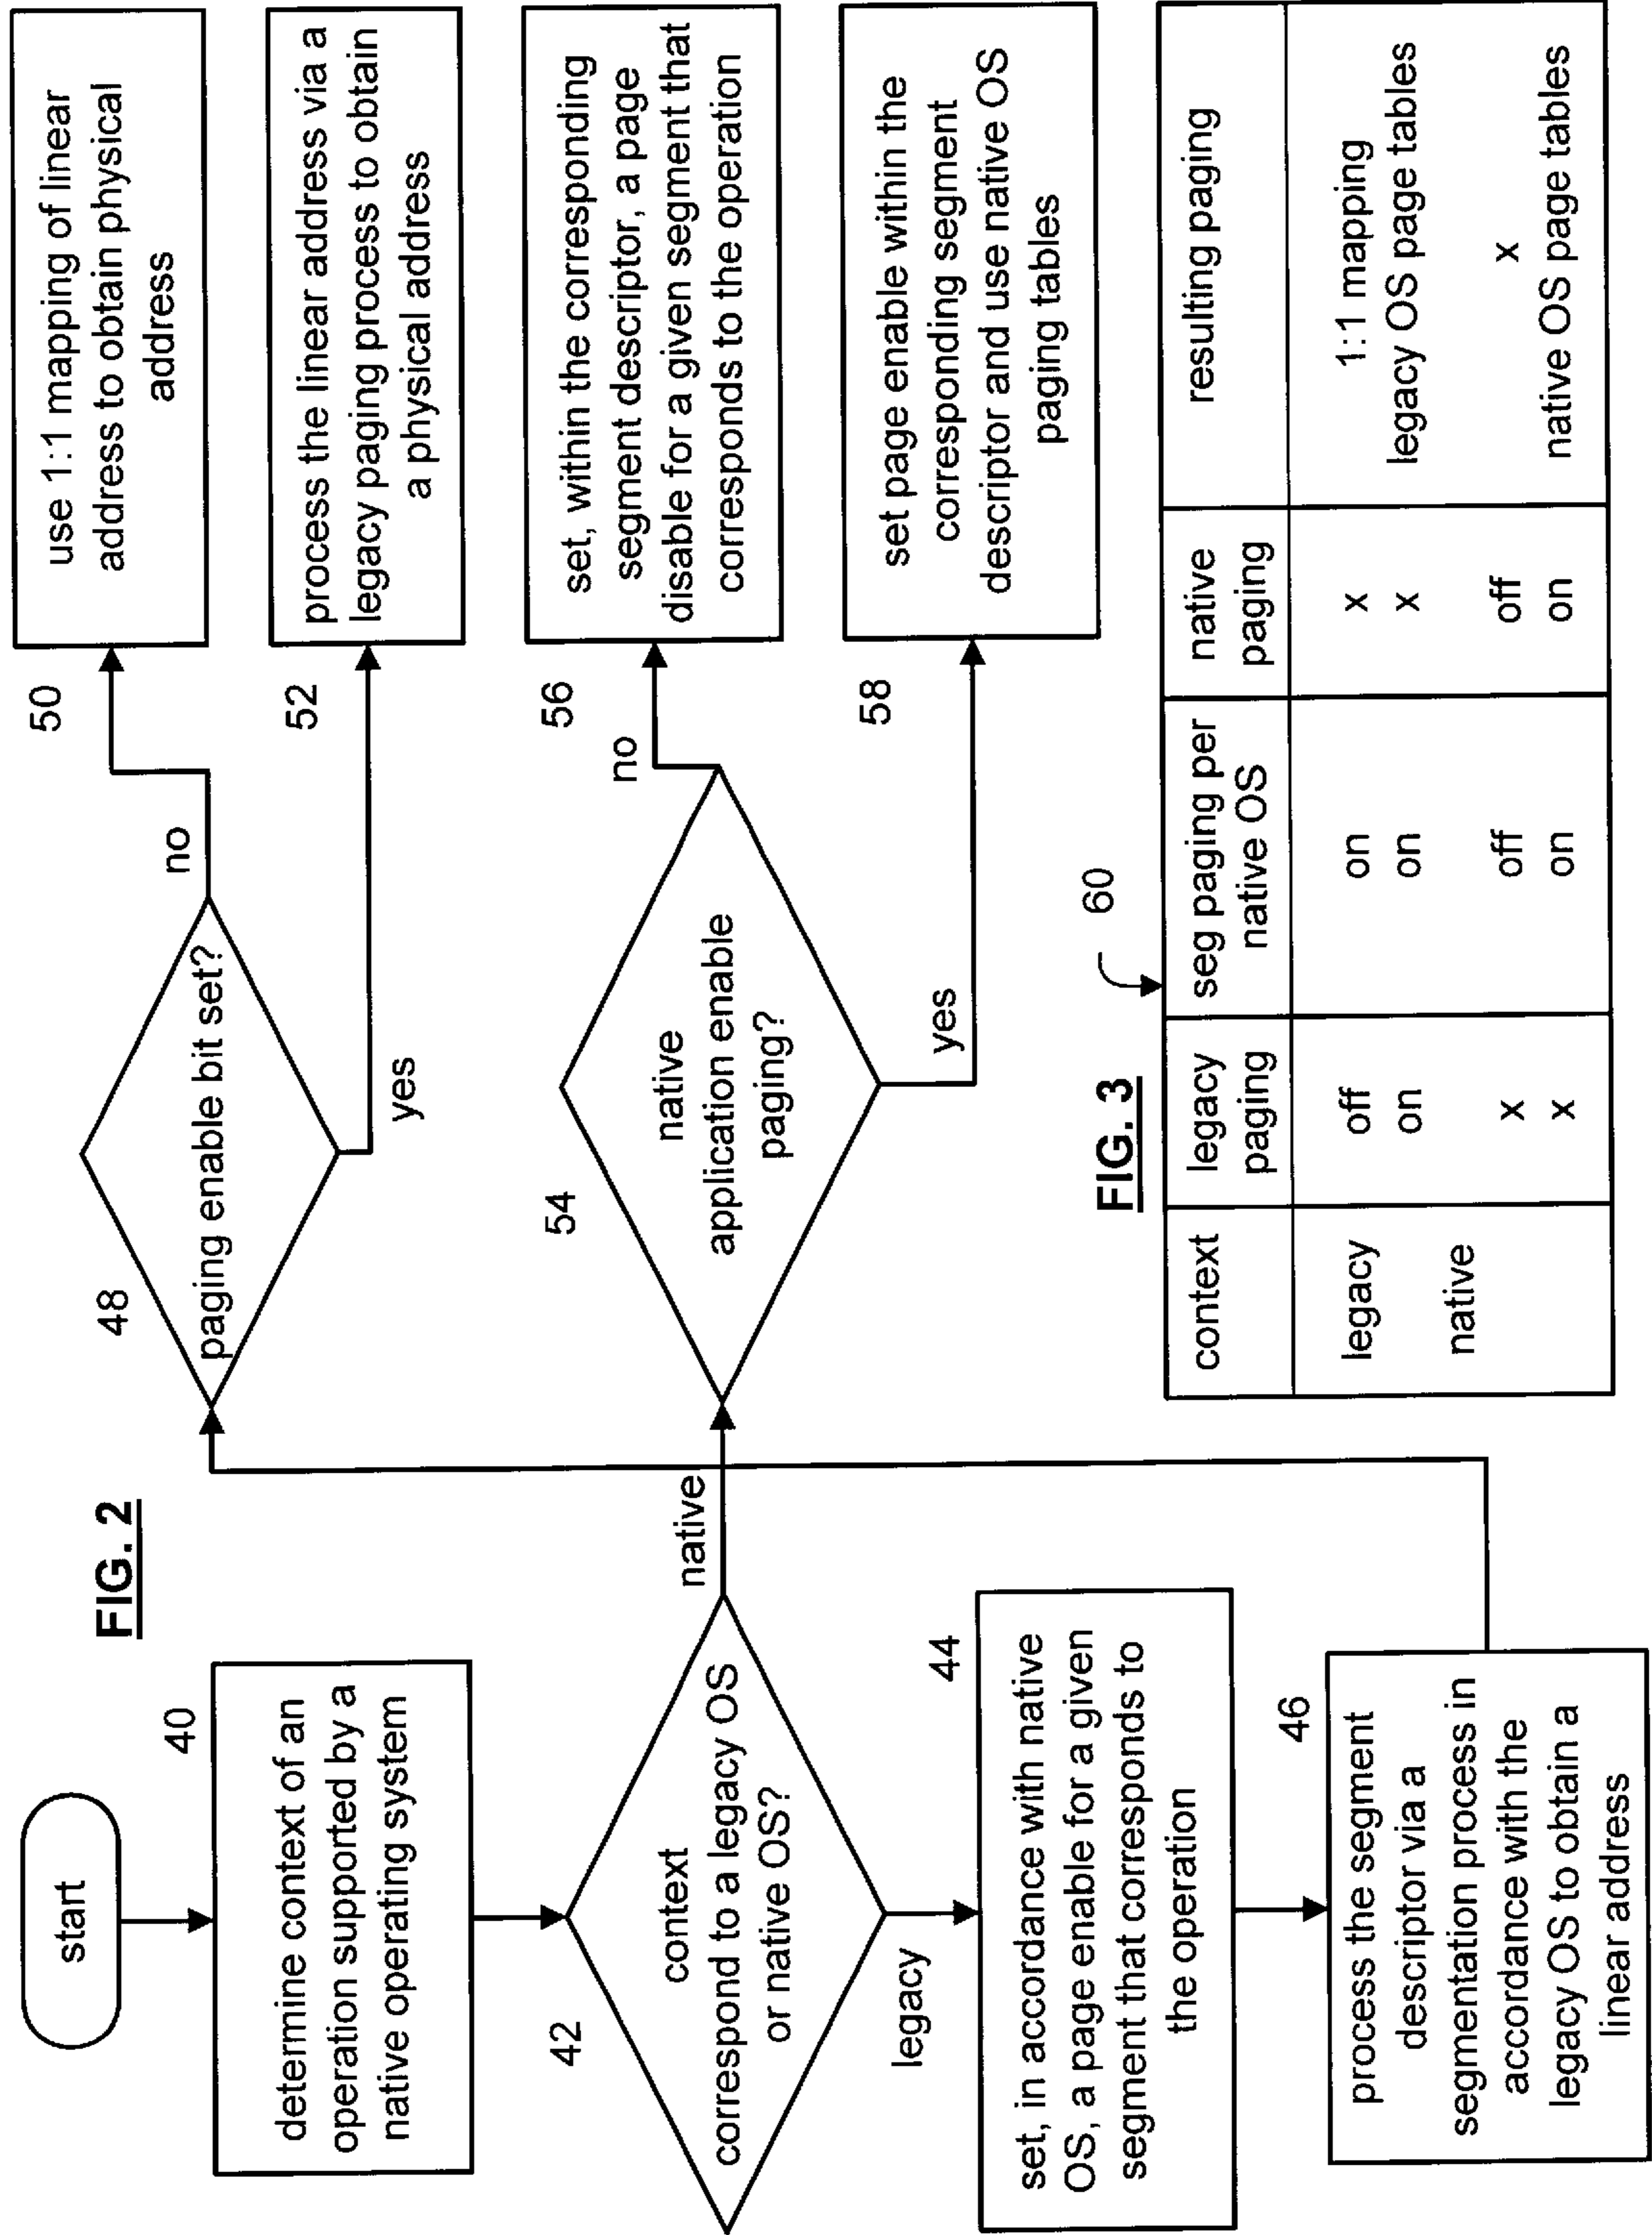 FIG. 2
start
40
determine context of an
operation supported by a
native operating system
42
context
correspond to a legacy OS
or native OS?
legacy
native
44
set, in accordance with native
OS, a page enable for a given
segment that corresponds to
the operation
46
process the segment
descriptor via a
segmentation process in
accordance with the
legacy OS to obtain a
linear address
48
paging enable bit set?
no
yes
50
use 1:1 mapping of linear
address to obtain physical
address
52
process the linear address via a
legacy paging process to obtain
a physical address
54
native
application enable
paging?
no
yes
56
set, within the corresponding
segment descriptor, a page
disable for a given segment that
corresponds to the operation
58
set page enable within the
corresponding segment
descriptor and use native OS
paging tables
FIG. 3
60
context legacy paging seg paging per native OS native paging resulting paging
legacy off on x 1:1 mapping
on on x legacy OS page tables
native
x off off x
x on on native OS page tables